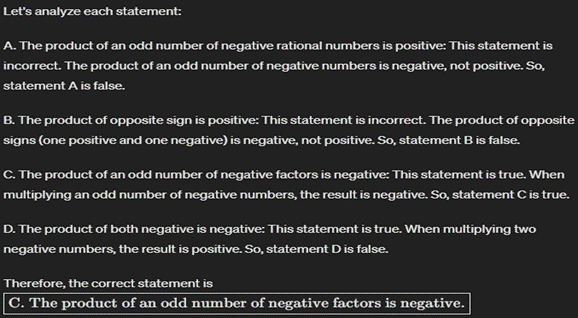 Let's analyze each statement:
A. The product of an odd number of negative rational numbers is positive: This statement is
incorrect. The product of an odd number of negative numbers is negative, not positive. So,
statement A is false.
B. The product of opposite sign is positive: This statement is incorrect. The product of opposite
signs (one positive and one negative) is negative, not positive. So, statement B is false.
C. The product of an odd number of negative factors is negative: This statement is true. When
multiplying an odd number of negative numbers, the result is negative. So, statement C is true.
D. The product of both negative is negative: This statement is true. When multiplying two
negative numbers, the result is positive. So, statement D is false.
Therefore, the correct statement is
C. The product of an odd number of negative factors is negative.